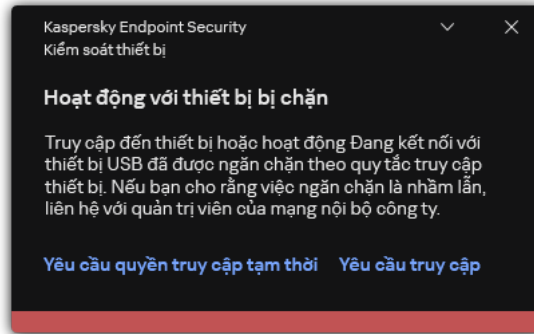 Kaspersky Endpoint Security
Kiểm soát thiết bị
Hoạt động với thiết bị bị chặn
Truy cập đến thiết bị hoặc hoạt động Đang kết nối với
thiết bị USB đã được ngăn chặn theo quy tắc truy cập
thiết bị. Nếu bạn cho rằng việc ngăn chặn là nhầm lẫn,
liên hệ với quản trị viên của mạng nội bộ công ty.
Yêu cầu quyền truy cập tạm thời Yêu cầu truy cập